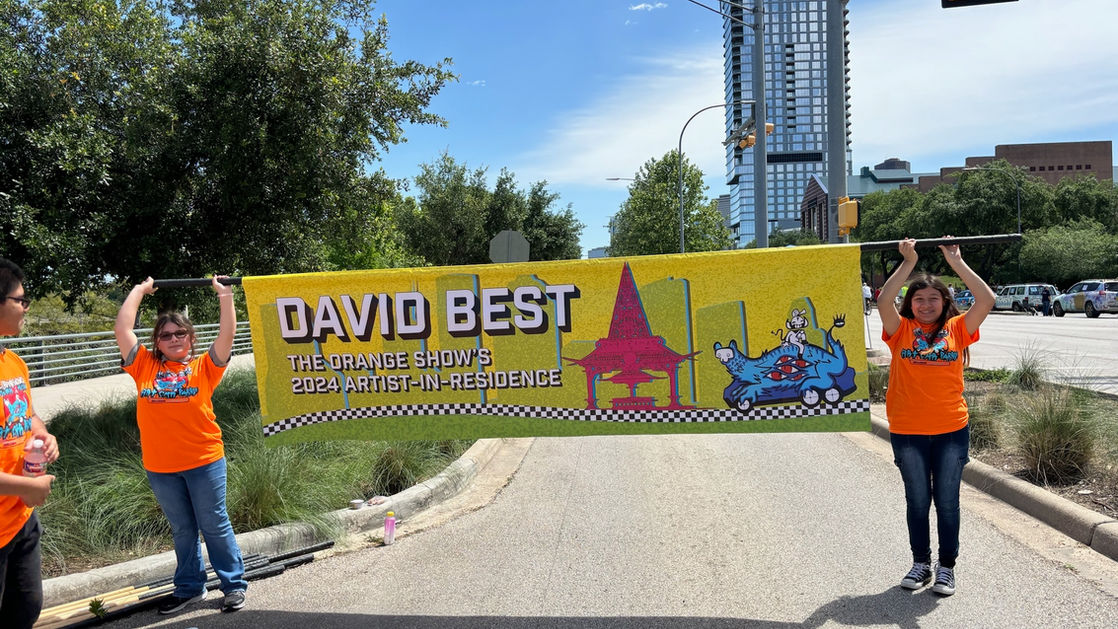 DAVID BEST
THE ORANGE SHOW'S
2024 ARTIST-IN-RESIDENCE